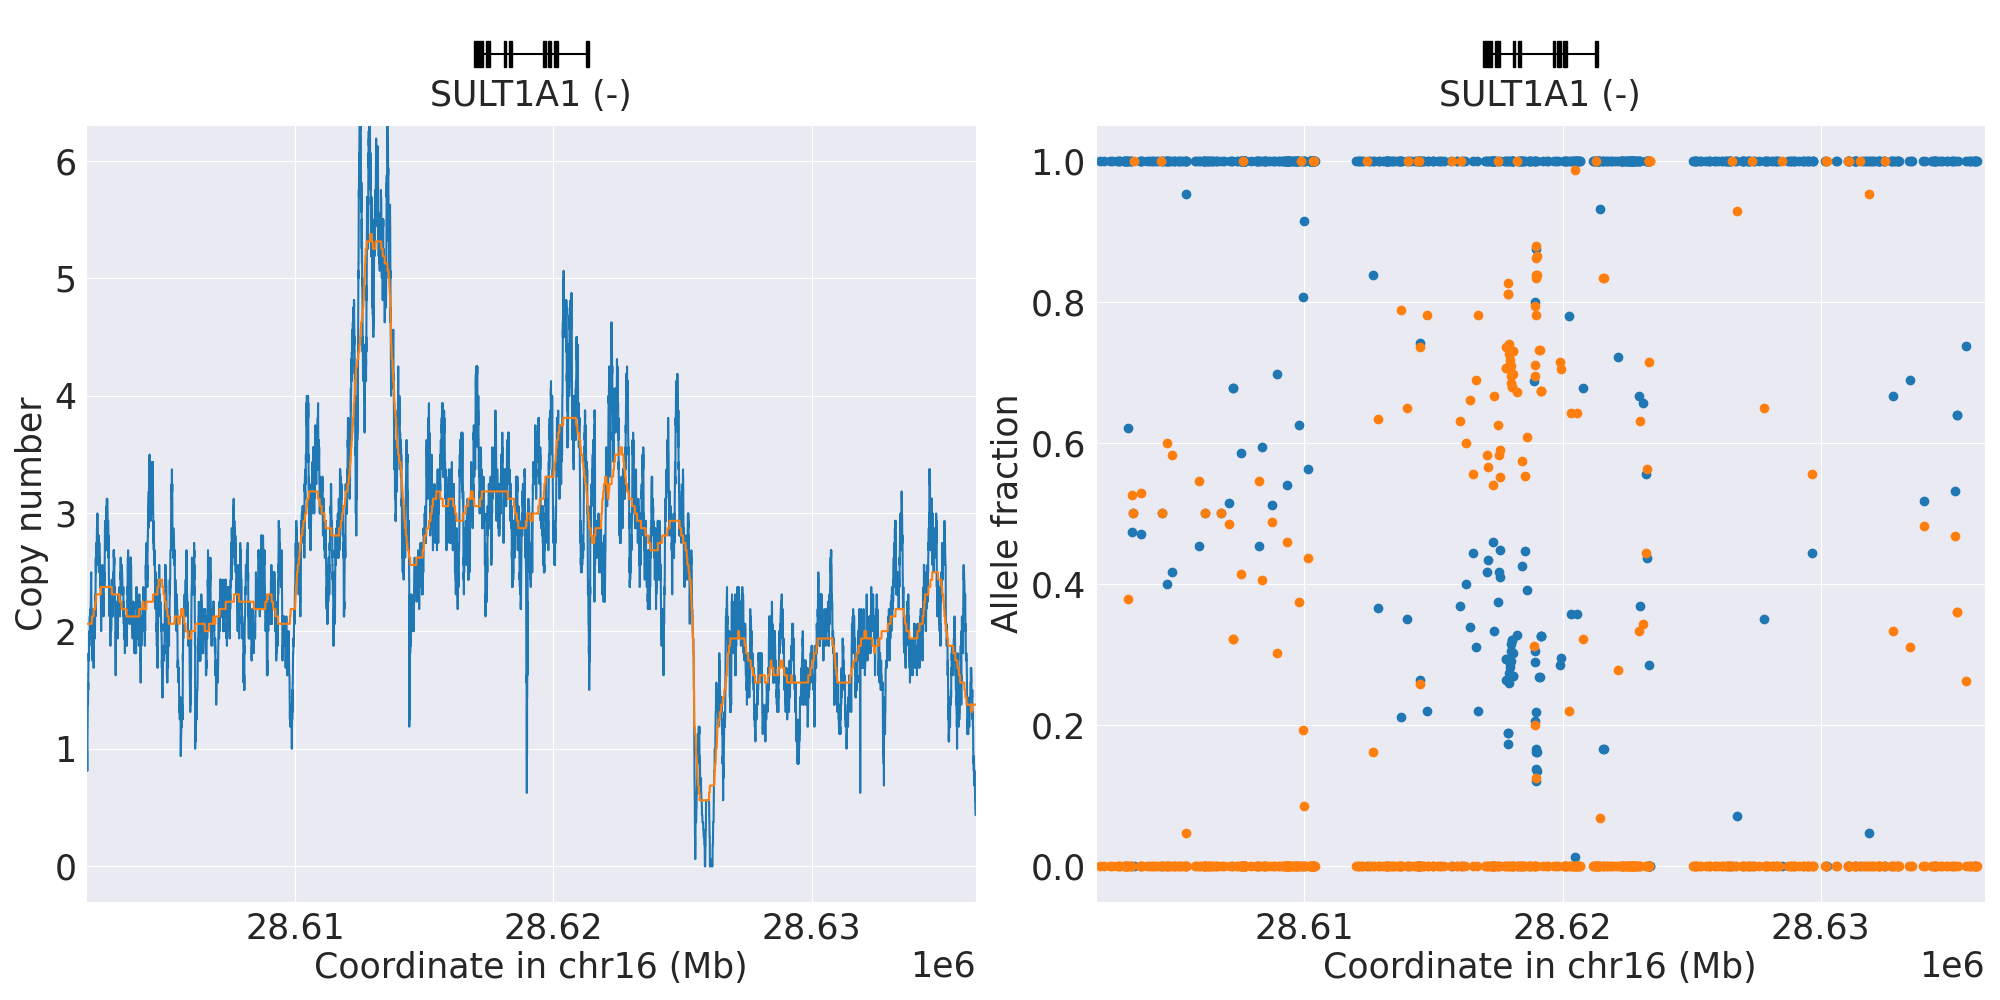 SULT1A1 (-)
Copy number
6
5
4
3
2
1
0
28.61
28.62
28.63
Coordinate in chr16 (Mb)
1e6
SULT1A1 (-)
Allele fraction
1.0
0.8
0.6
0.4
0.2
0.0
28.61
28.62
28.63
Coordinate in chr16 (Mb)
1e6